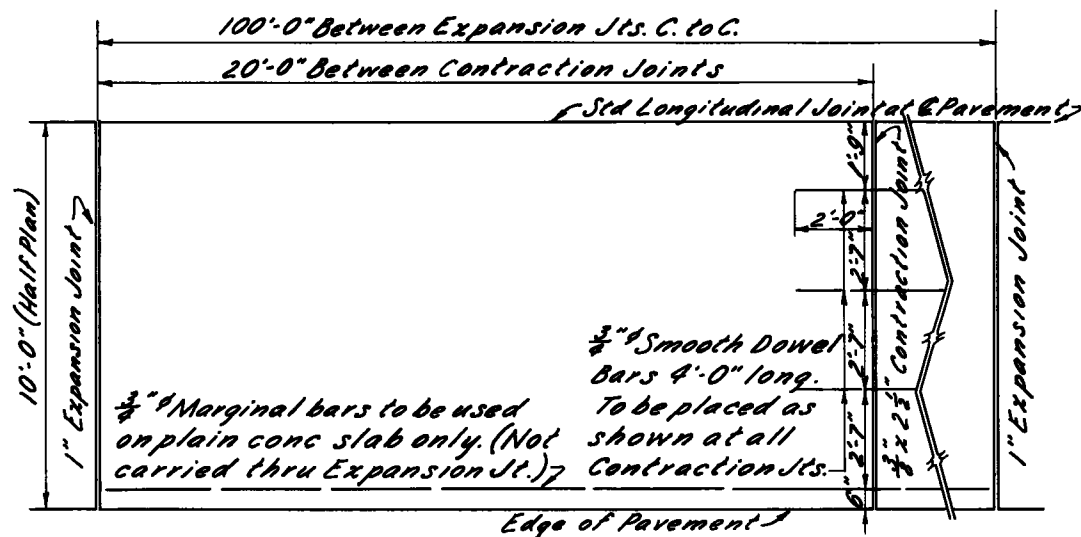 100'-0" Between Expansion Jts. C. to C.
20'-0" Between Contraction Joints
Std Longitudinal Joint at ℄ Pavement
10'-0" (Half Plan)
1" Expansion Joint
1'-9"
2'-0"
2'-7"
2'-7"
2'-7"
6"
3/8" x 2 1/2" Contraction Joint
1" Expansion Joint
3/4" ϕ Smooth Dowel
Bars 4'-0" long.
To be placed as
shown at all
Contraction Jts.
3/4" ϕ Marginal bars to be used
on plain conc slab only. (Not
carried thru Expansion Jt.)
Edge of Pavement